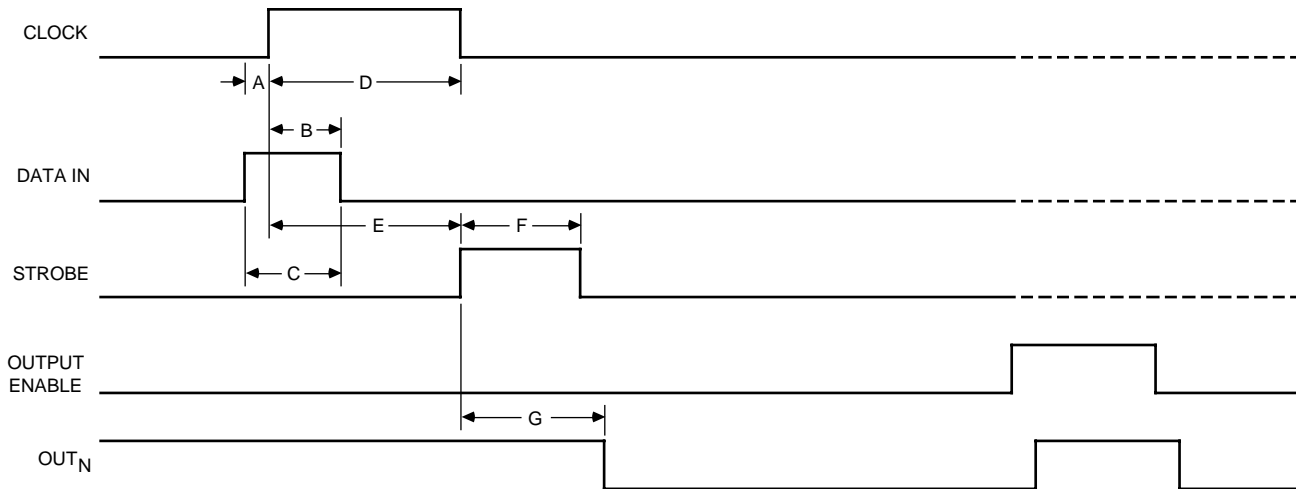 CLOCK
A D
B
DATA IN
E F
STROBE
C
OUTPUT
ENABLE
G
OUTN